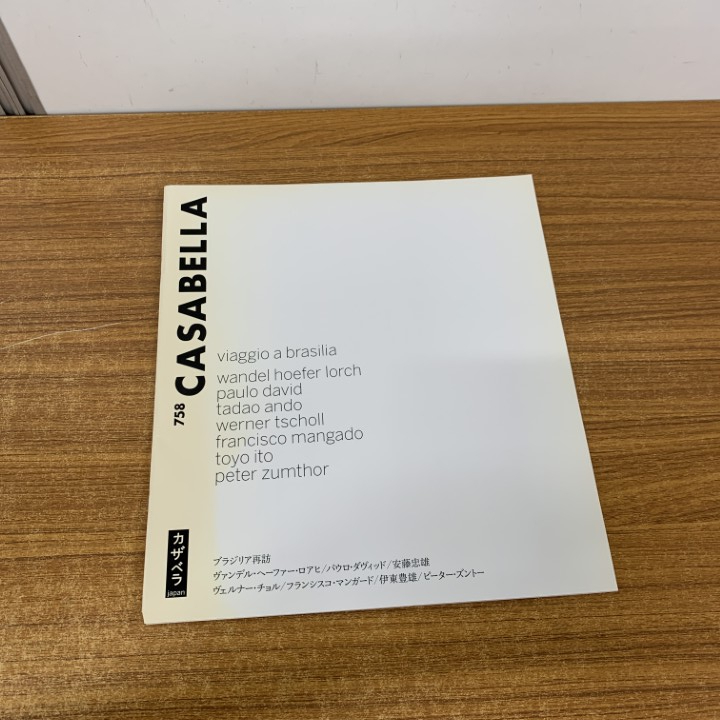 758 CASABELLA
viaggio a brasilia
wandel hoefer lorch
paulo david
tadao ando
werner tscholl
francisco mangado
toyo ito
peter zumthor
カザベラ
japan
ブラジリア再訪
ヴァンデル・ヘーファー・ロアヒ/パウロ・ダヴィッド/安藤忠雄
ヴェルナー・チョル/フランシスコ・マンガード/伊東豊雄/ピーター・ズントー